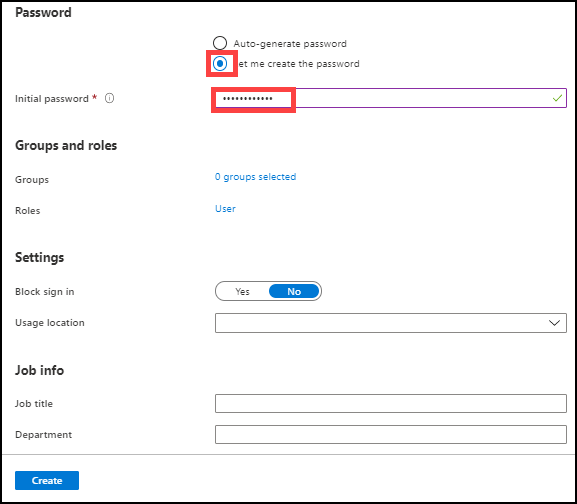 Password
Auto-generate password
et me create the password
Initial password *
••••••••••••
Groups and roles
Groups 0 groups selected
Roles User
Settings
Block sign in Yes No
Usage location
Job info
Job title
Department
Create